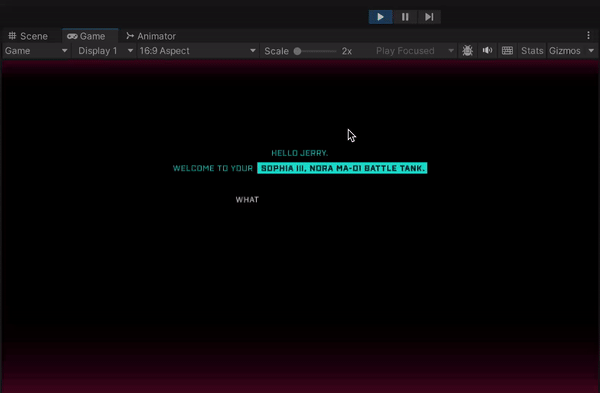 Scene Game Animator
Game Display 1 16:9 Aspect Scale 2x Play Focused Stats Gizmos
HELLO JERRY.
WELCOME TO YOUR SOPHIA III, NORA MA-01 BATTLE TANK.
WHAT